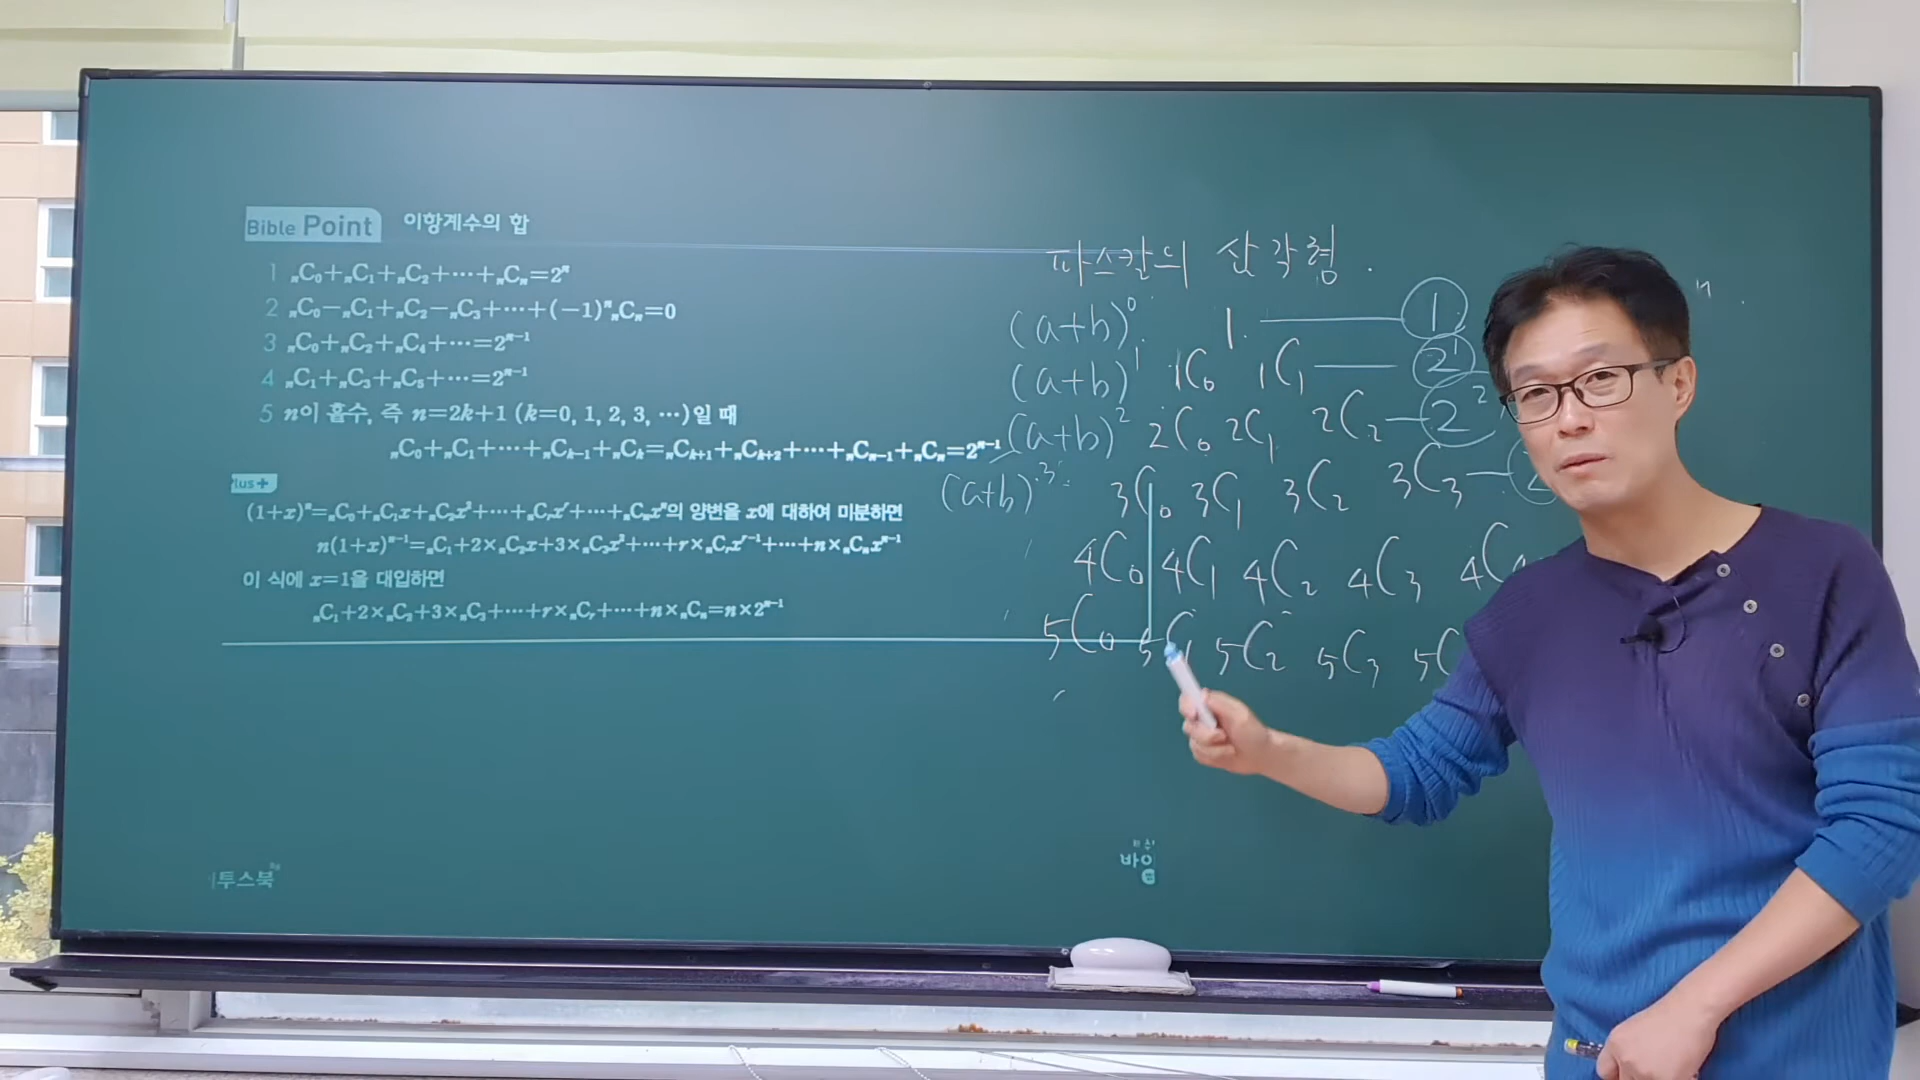 Bible Point 이항계수의 합
1 ₙC₀+ₙC₁+ₙC₂+⋯+ₙCₙ=2ⁿ
2 ₙC₀−ₙC₁+ₙC₂−ₙC₃+⋯+(−1)ⁿₙCₙ=0
3 ₙC₀+ₙC₂+ₙC₄+⋯=2ⁿ⁻¹
4 ₙC₁+ₙC₃+ₙC₅+⋯=2ⁿ⁻¹
5 n이 홀수, 즉 n=2k+1 (k=0, 1, 2, 3, ⋯)일 때
ₙC₀+ₙC₁+⋯+ₙCₖ₋₁+ₙCₖ=ₙCₖ₊₁+ₙCₖ₊₂+⋯+ₙCₙ₋₁+ₙCₙ=2ⁿ⁻¹
lus+
(1+x)ⁿ=ₙC₀+ₙC₁x+ₙC₂x²+⋯+ₙCᵣxʳ+⋯+ₙCₙxⁿ의 양변을 x에 대하여 미분하면
n(1+x)ⁿ⁻¹=ₙC₁+2×ₙC₂x+3×ₙC₃x²+⋯+r×ₙCᵣxʳ⁻¹+⋯+n×ₙCₙxⁿ⁻¹
이 식에 x=1을 대입하면
ₙC₁+2×ₙC₂+3×ₙC₃+⋯+r×ₙCᵣ+⋯+n×ₙCₙ=n×2ⁿ⁻¹
투스북
바이
파스칼의 산각형.
(a+b)⁰ 1 1
(a+b)¹ ₁C₀ ₁C₁ 2¹
(a+b)² ₂C₀ ₂C₁ ₂C₂ 2²
(a+b)³ ₃C₀ ₃C₁ ₃C₂ ₃C₃ 2
₄C₀ ₄C₁ ₄C₂ ₄C₃ ₄C
₅C₀ ₅C₁ ₅C₂ ₅C₃ ₅C
n